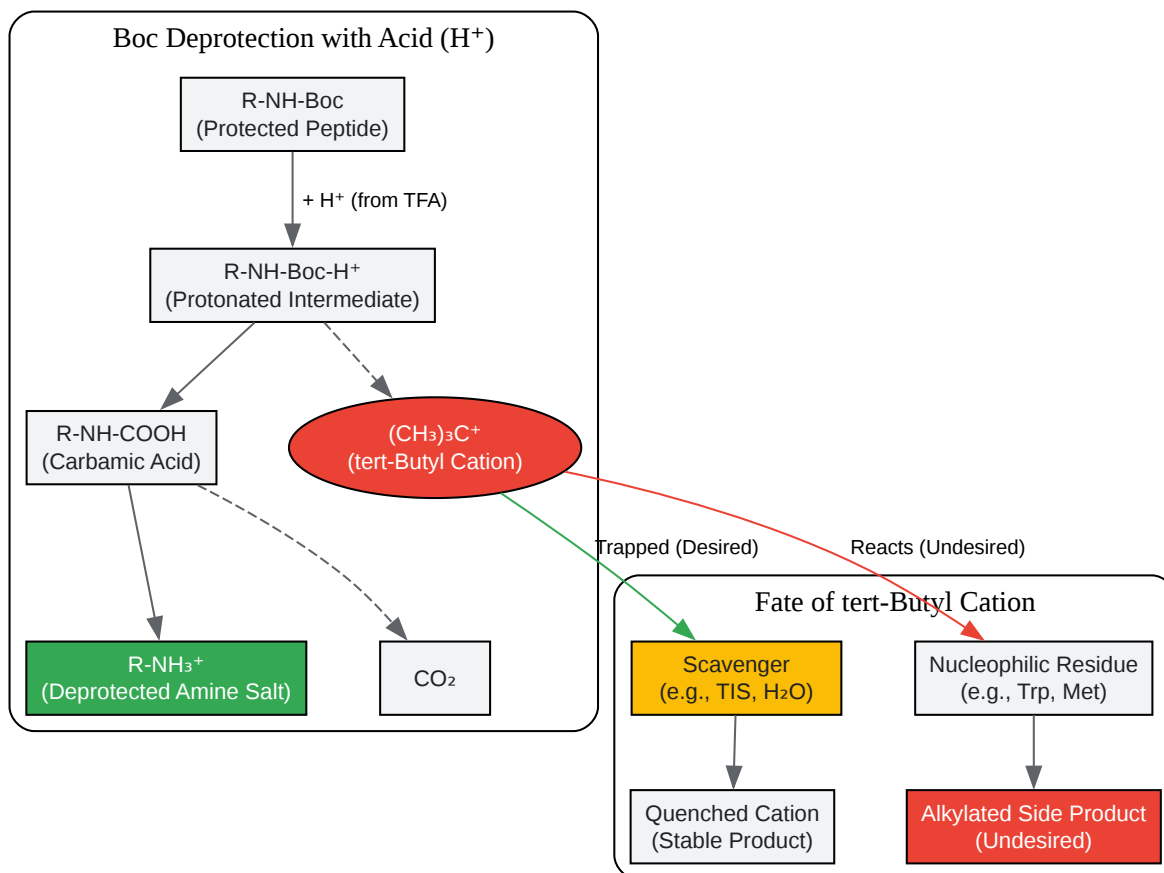 Boc Deprotection with Acid (H⁺)
R-NH-Boc
(Protected Peptide)
+ H⁺ (from TFA)
R-NH-Boc-H⁺
(Protonated Intermediate)
R-NH-COOH
(Carbamic Acid)
(CH₃)₃C⁺
(tert-Butyl Cation)
Trapped (Desired)
Reacts (Undesired)
R-NH₃⁺
(Deprotected Amine Salt)
CO₂
Fate of tert-Butyl Cation
Scavenger
(e.g., TIS, H₂O)
Nucleophilic Residue
(e.g., Trp, Met)
Quenched Cation
(Stable Product)
Alkylated Side Product
(Undesired)